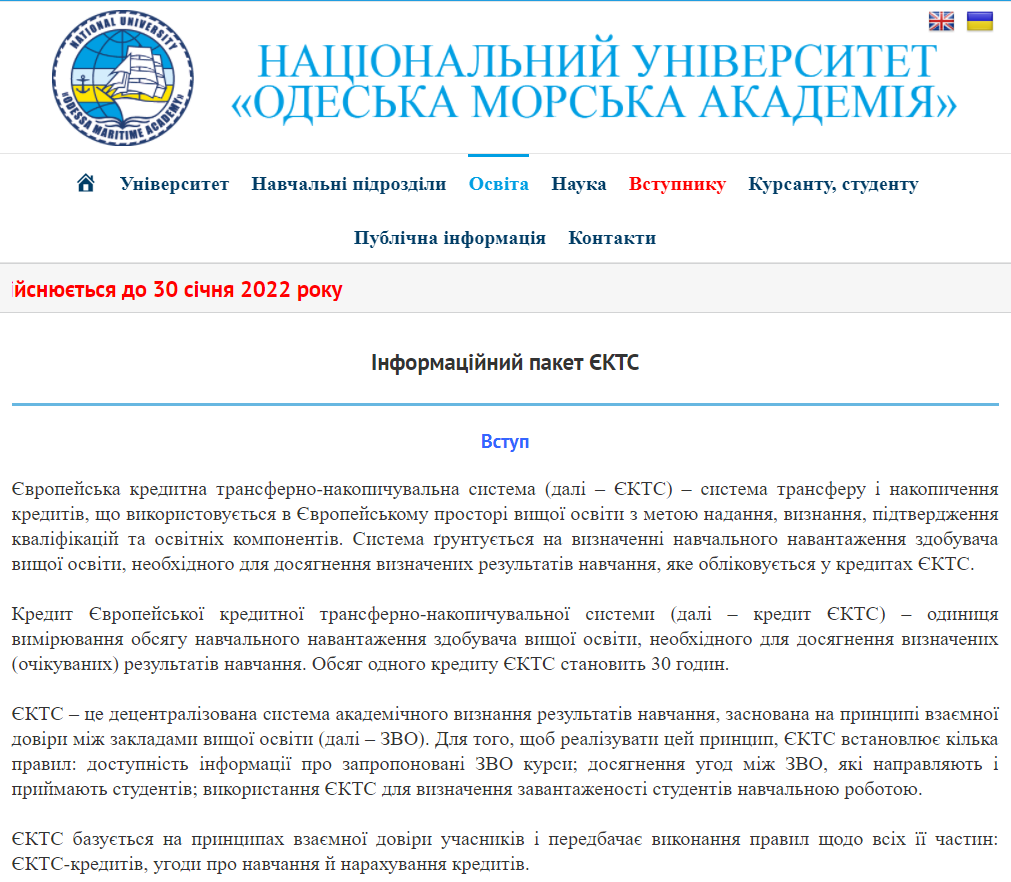 NATIONAL UNIVERSITY
«ODESSA MARITIME ACADEMY»
НАЦІОНАЛЬНИЙ УНІВЕРСИТЕТ
«ОДЕСЬКА МОРСЬКА АКАДЕМІЯ»
Університет Навчальні підрозділи Освіта Наука Вступнику Курсанту, студенту
Публічна інформація Контакти
ійснюється до 30 січня 2022 року
Інформаційний пакет ЄКТС
Вступ
Європейська кредитна трансферно-накопичувальна система (далі – ЄКТС) – система трансферу і накопичення
кредитів, що використовується в Європейському просторі вищої освіти з метою надання, визнання, підтвердження
кваліфікацій та освітніх компонентів. Система ґрунтується на визначенні навчального навантаження здобувача
вищої освіти, необхідного для досягнення визначених результатів навчання, яке обліковується у кредитах ЄКТС.
Кредит Європейської кредитної трансферно-накопичувальної системи (далі – кредит ЄКТС) – одиниця
вимірювання обсягу навчального навантаження здобувача вищої освіти, необхідного для досягнення визначених
(очікуваних) результатів навчання. Обсяг одного кредиту ЄКТС становить 30 годин.
ЄКТС – це децентралізована система академічного визнання результатів навчання, заснована на принципі взаємної
довіри між закладами вищої освіти (далі – ЗВО). Для того, щоб реалізувати цей принцип, ЄКТС встановлює кілька
правил: доступність інформації про запропоновані ЗВО курси; досягнення угод між ЗВО, які направляють і
приймають студентів; використання ЄКТС для визначення завантаженості студентів навчальною роботою.
ЄКТС базується на принципах взаємної довіри учасників і передбачає виконання правил щодо всіх її частин:
ЄКТС-кредитів, угоди про навчання й нарахування кредитів.